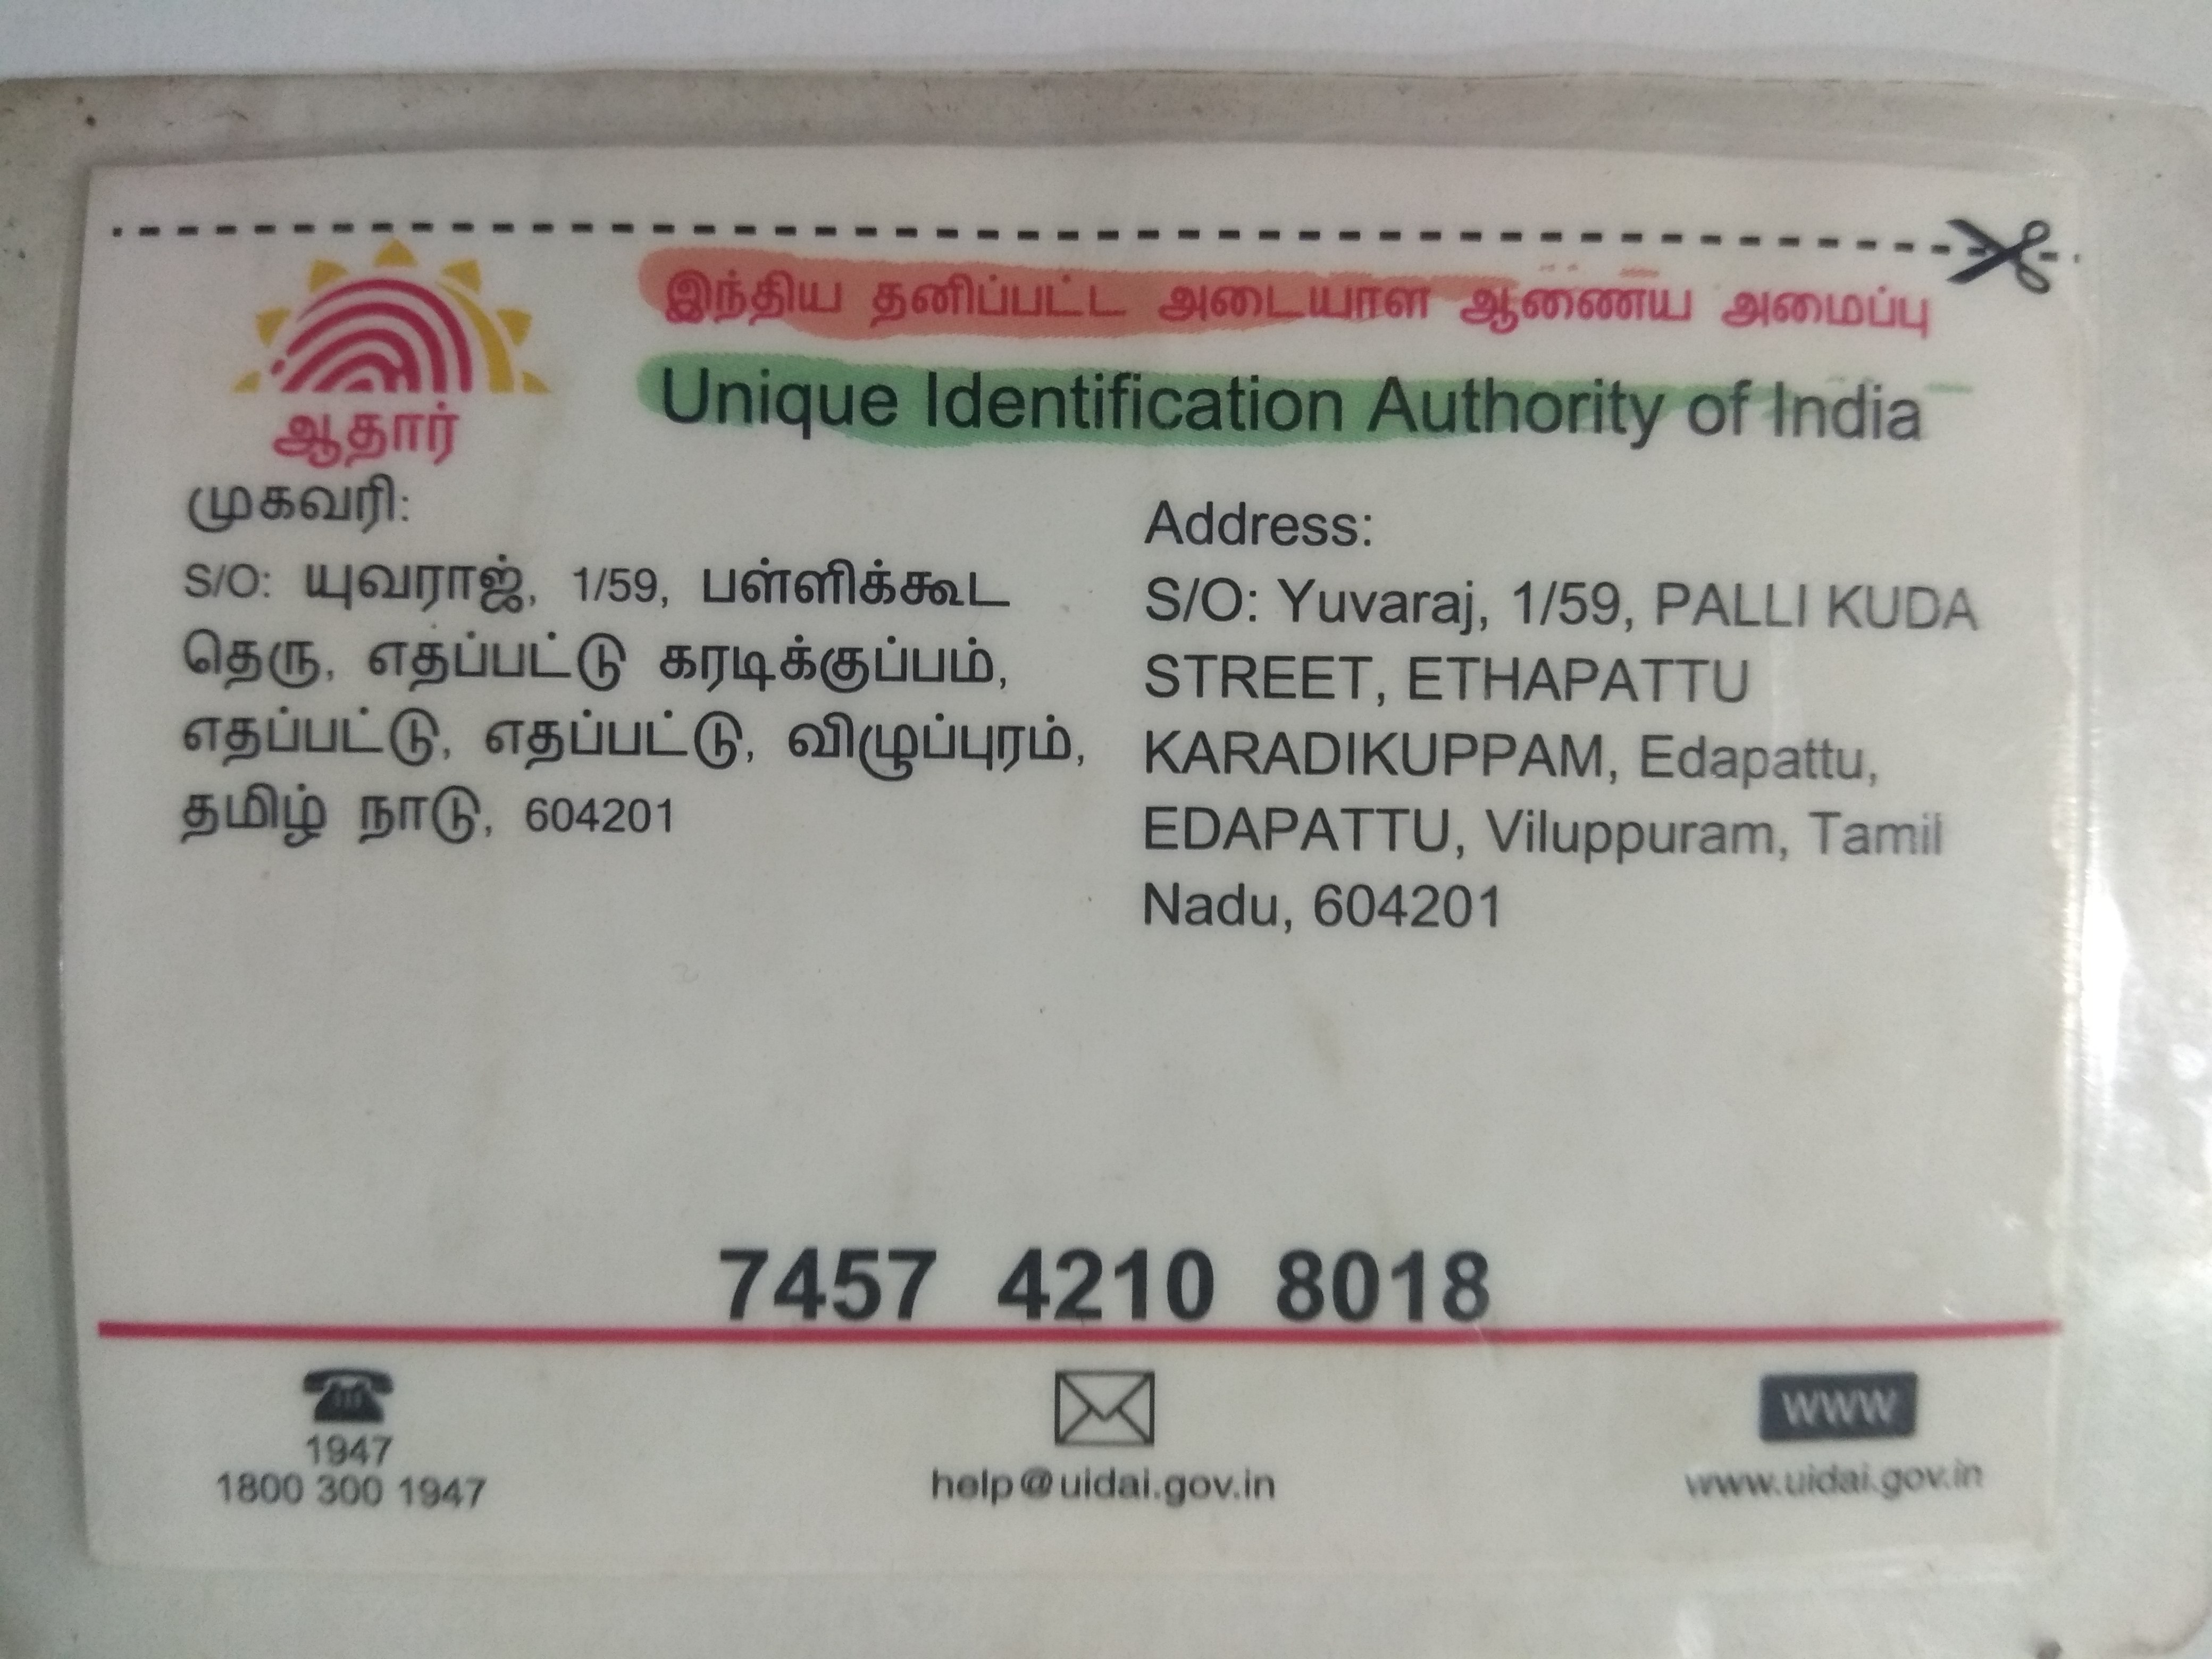 இந்திய தனிப்பட்ட அடையாள ஆணைய அமைப்பு
Unique Identification Authority of India
ஆதார்
முகவரி:
S/O: யுவராஜ், 1/59, பள்ளிக்கூட
தெரு, எதப்பட்டு கரடிக்குப்பம்,
எதப்பட்டு, எதப்பட்டு, விழுப்புரம்,
தமிழ் நாடு, 604201
Address:
S/O: Yuvaraj, 1/59, PALLI KUDA
STREET, ETHAPATTU
KARADIKUPPAM, Edapattu,
EDAPATTU, Viluppuram, Tamil
Nadu, 604201
7457 4210 8018
1947
1800 300 1947
help@uidai.gov.in
www
www.uidai.gov.in